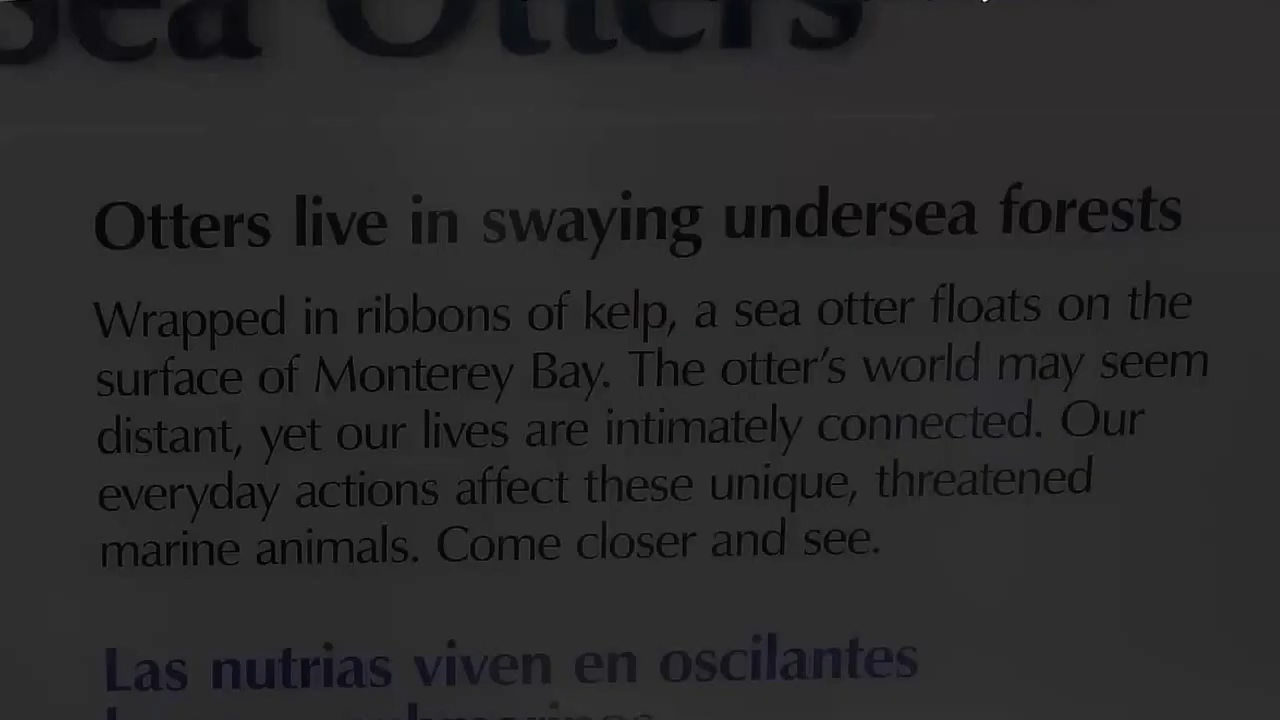 Sea Otters
Otters live in swaying undersea forests
Wrapped in ribbons of kelp, a sea otter floats on the
surface of Monterey Bay. The otter's world may seem
distant, yet our lives are intimately connected. Our
everyday actions affect these unique, threatened
marine animals. Come closer and see.
Las nutrias viven en oscilantes